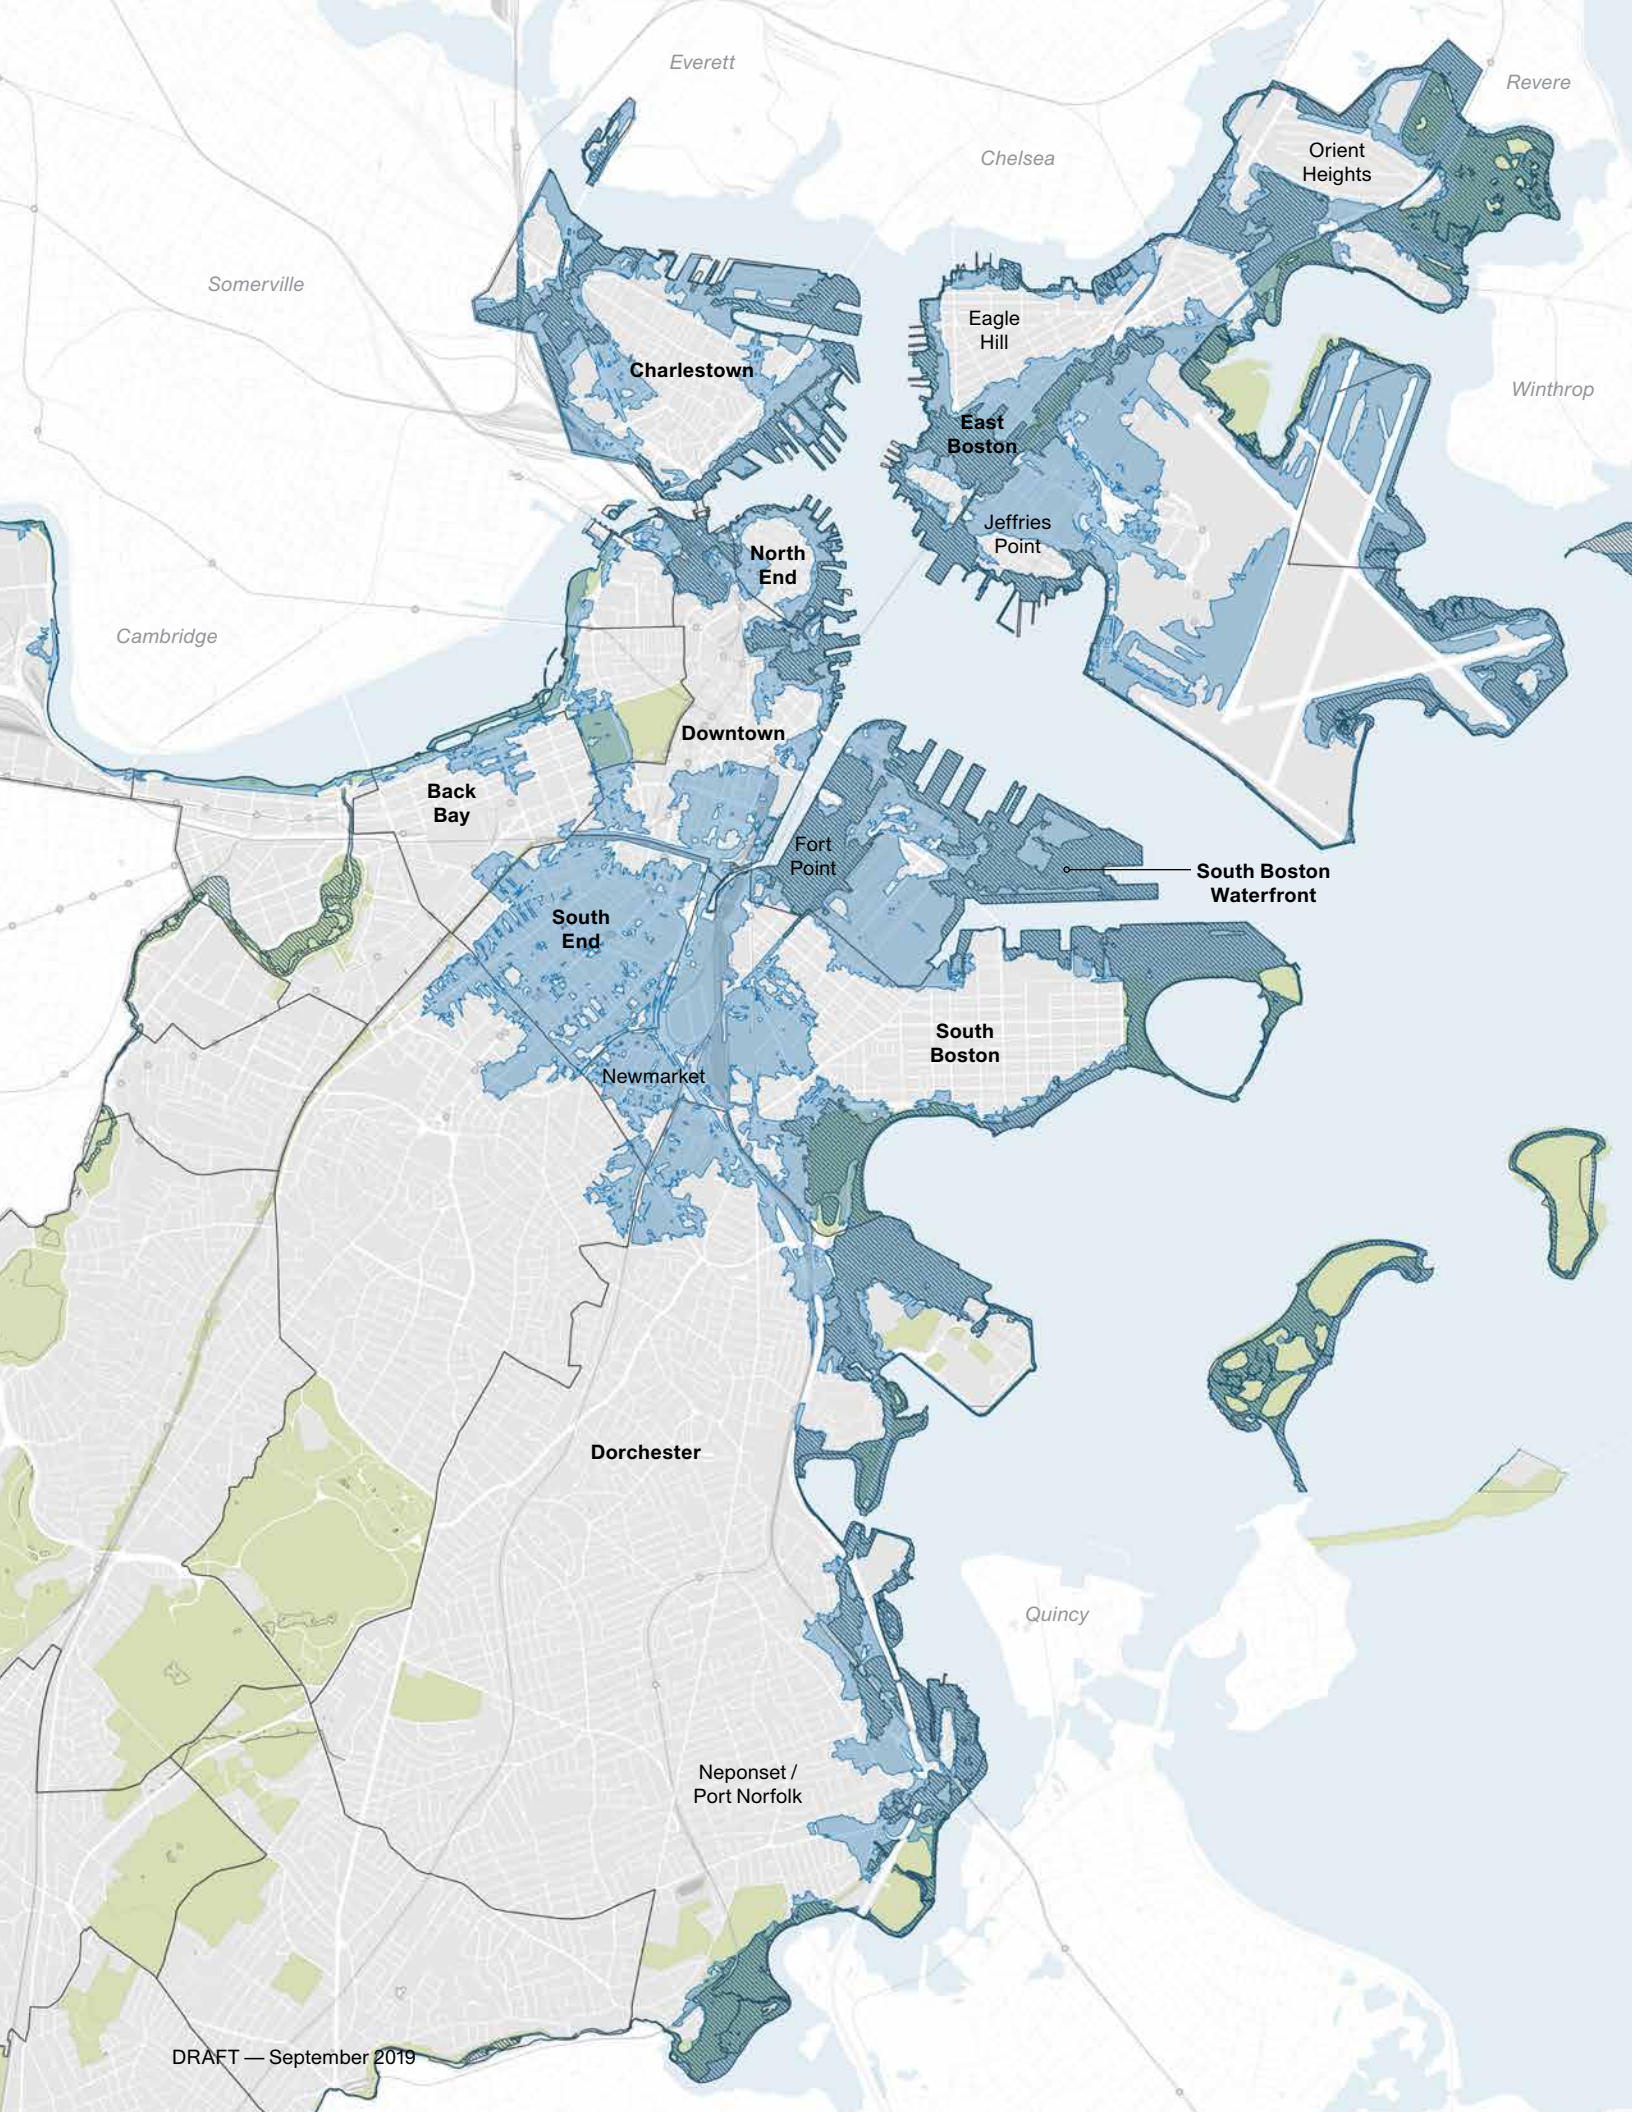 Everett
Revere
Orient
Heights
Chelsea
Somerville
Eagle
Hill
Charlestown
Winthrop
East
Boston
Jeffries
Point
North
End
Cambridge
Downtown
Back
Bay
Fort
Point
South Boston
Waterfront
South
End
South
Boston
Newmarket
Dorchester
Quincy
Neponset /
Port Norfolk
DRAFT — September 2019